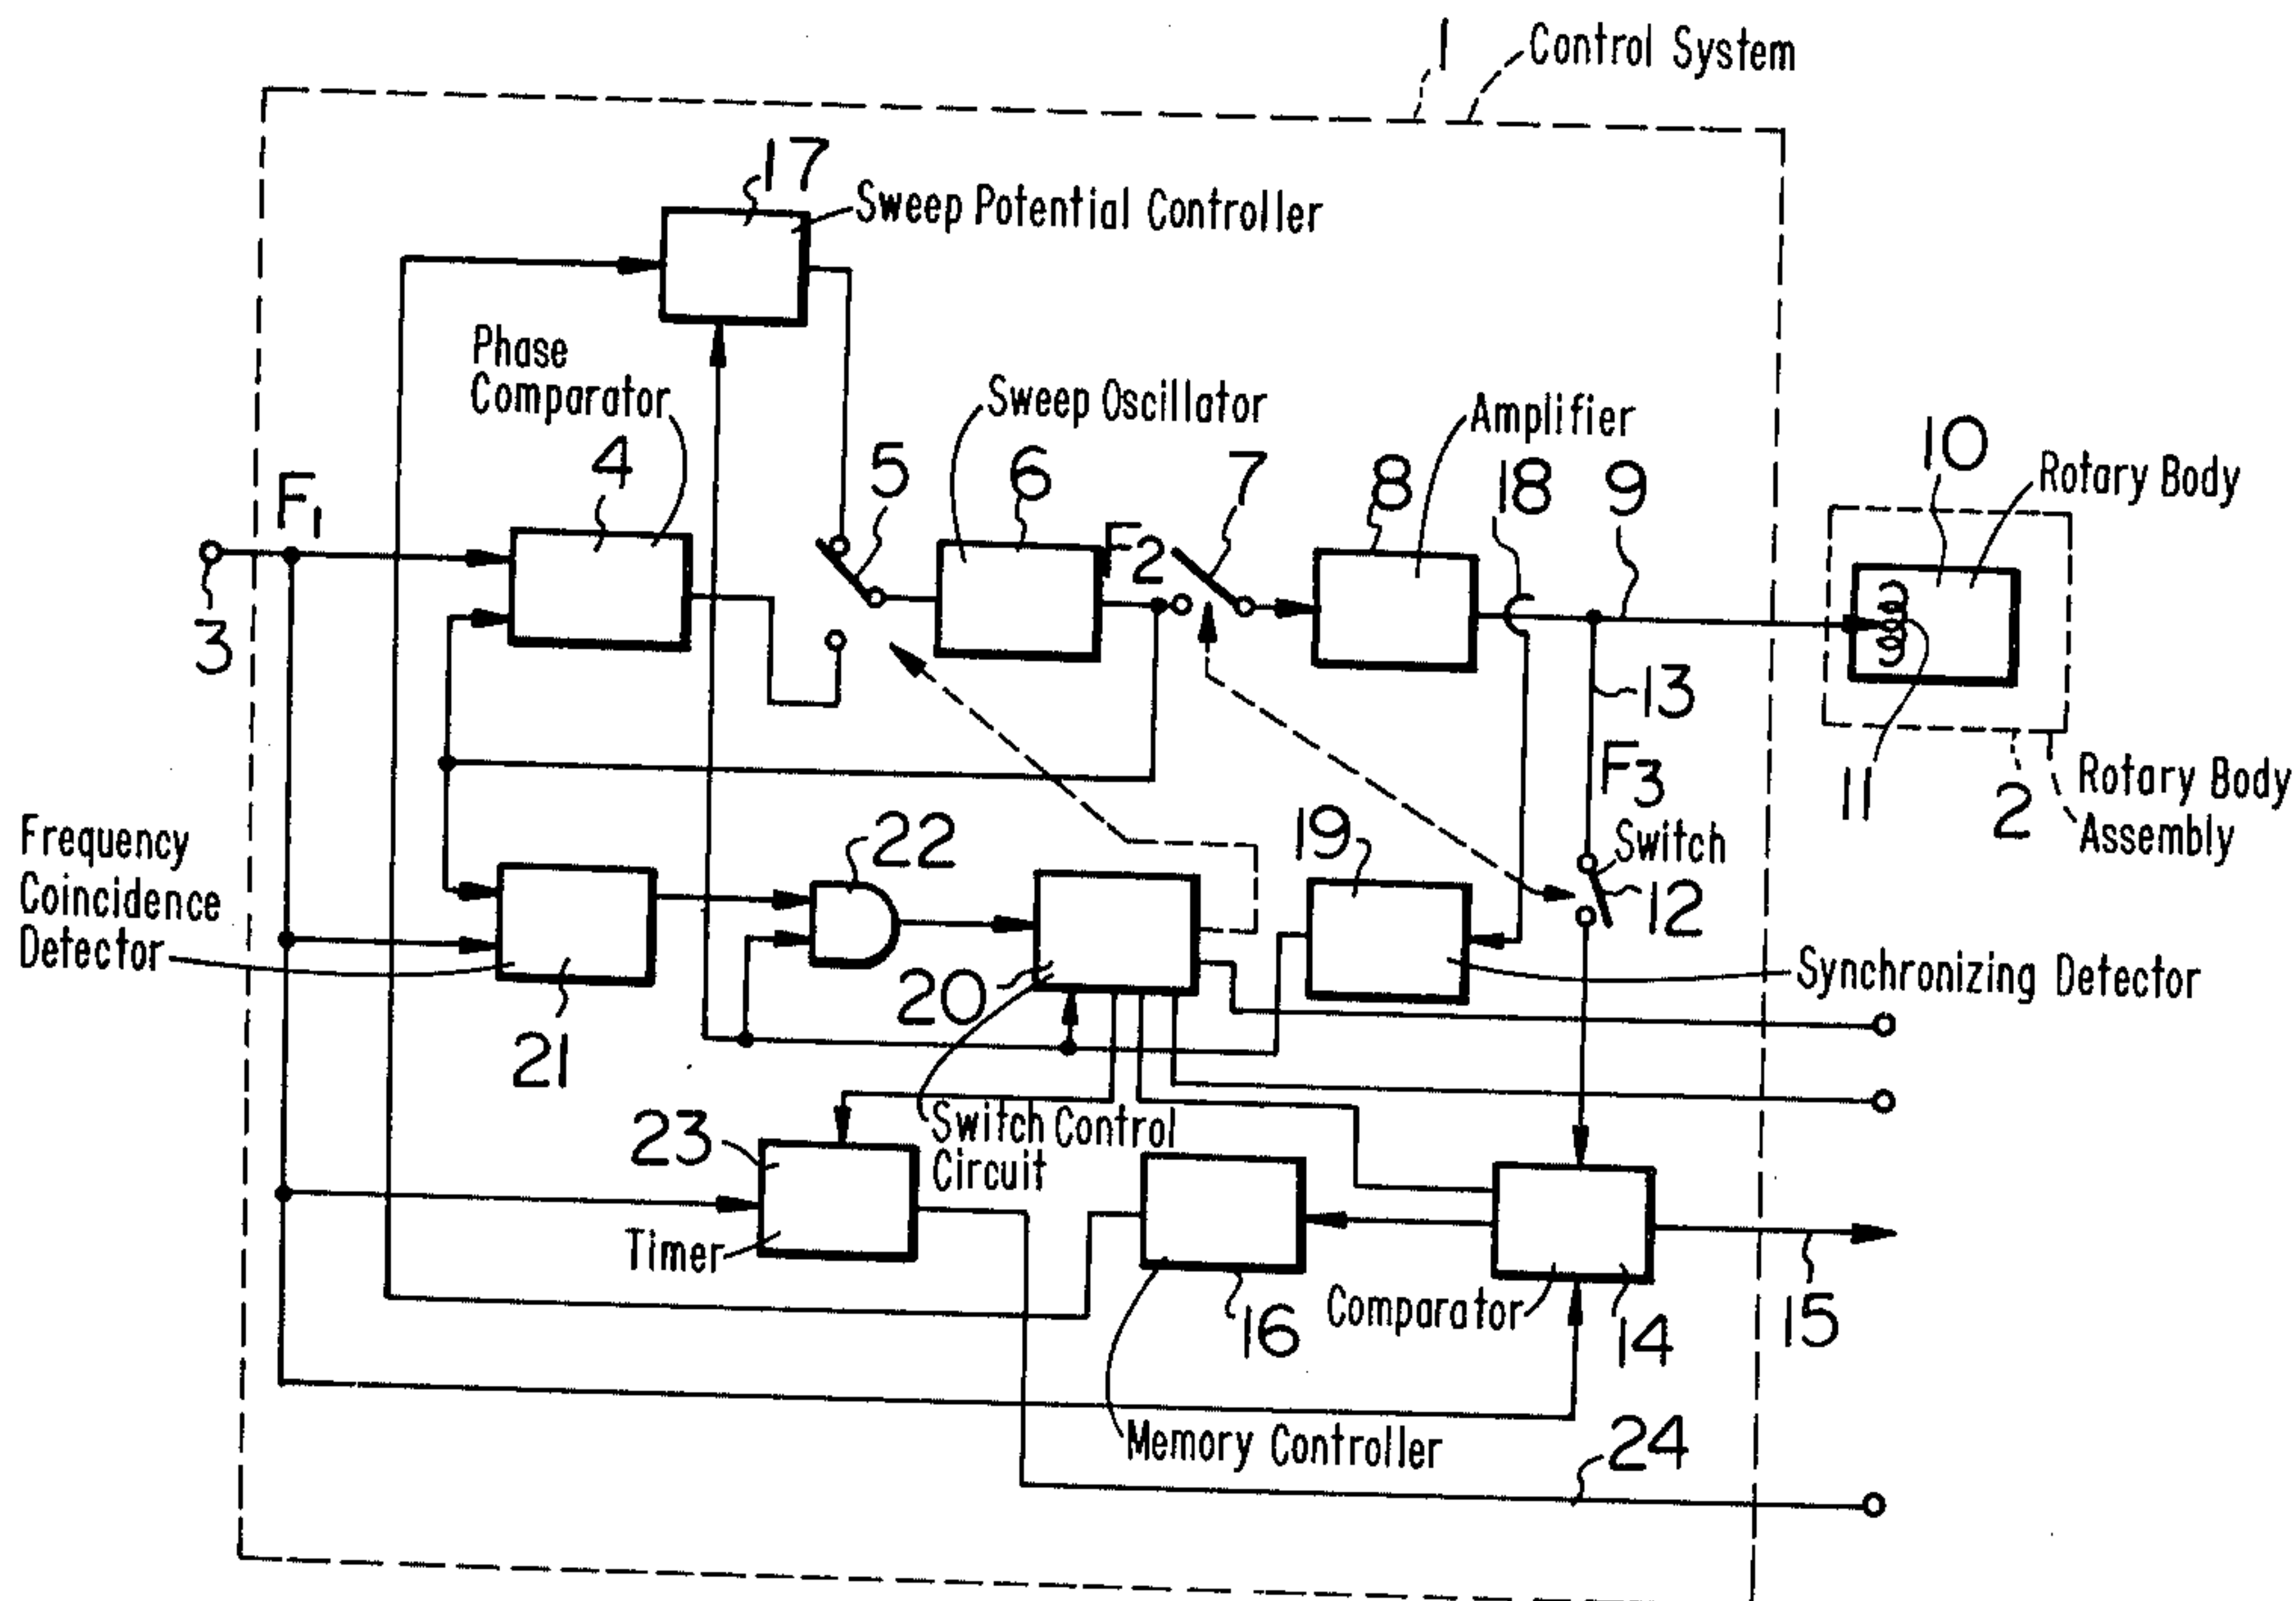 1
Control System
17
Sweep Potential Controller
Phase
Comparator
Sweep Oscillator
Amplifier
4
5
6
7
8
18
9
10
Rotary Body
F1
F2
3
13
11
F3
2
Rotary Body
Assembly
Frequency
Coincidence
Detector
22
19
Switch
12
20
21
Synchronizing Detector
23
Switch Control
Circuit
Timer
16
Comparator
14
15
Memory Controller
24